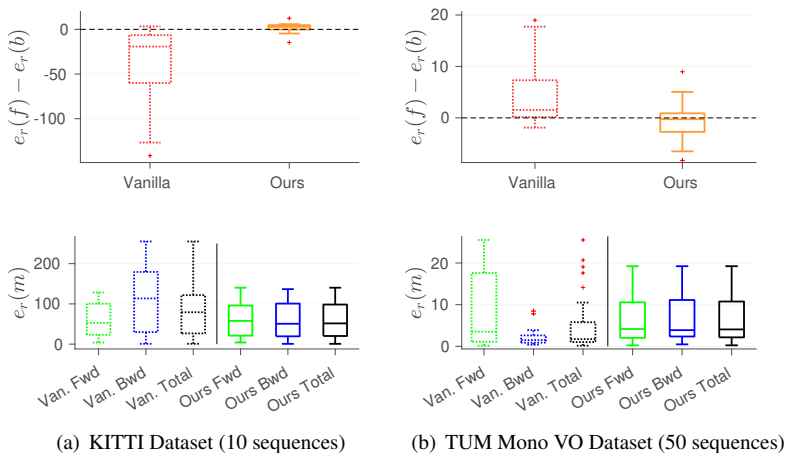 0
-50
-100
e_r(f) − e_r(b)
Vanilla
Ours
20
10
0
e_r(f) − e_r(b)
Vanilla
Ours
200
100
0
e_r(m)
Van. Fwd
Van. Bwd
Van. Total
Ours Fwd
Ours Bwd
Ours Total
20
10
0
e_r(m)
Van. Fwd
Van. Bwd
Van. Total
Ours Fwd
Ours Bwd
Ours Total
(a) KITTI Dataset (10 sequences)
(b) TUM Mono VO Dataset (50 sequences)